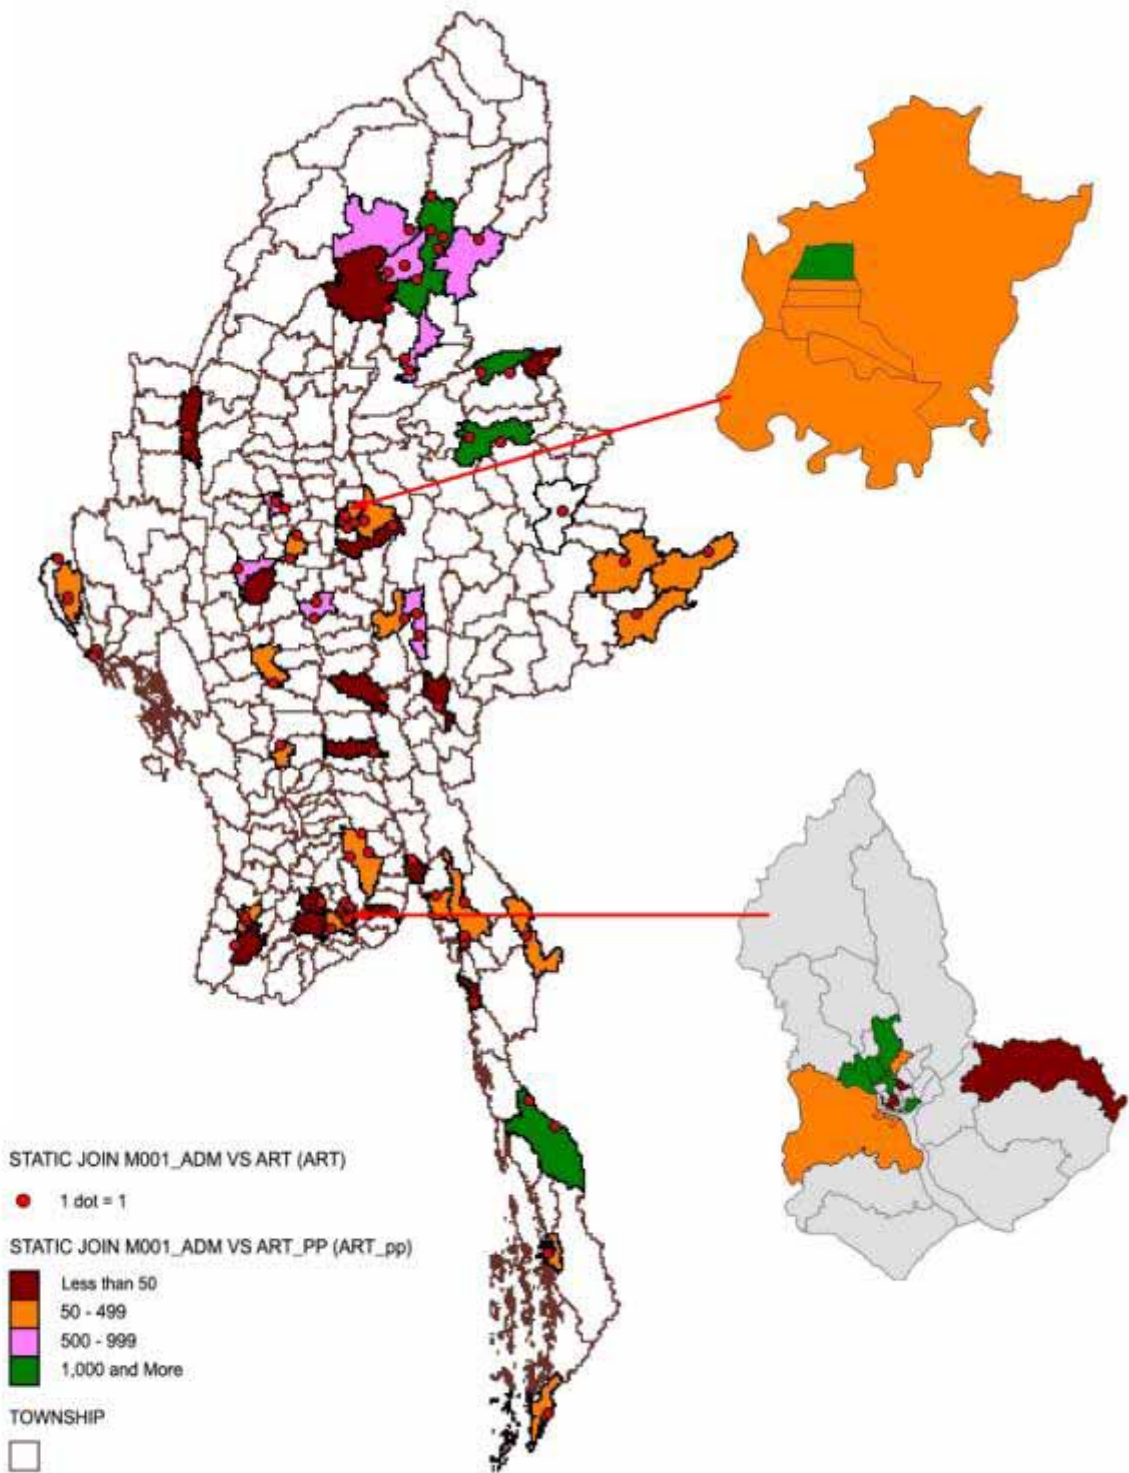 STATIC JOIN M001_ADM VS ART (ART)
1 dot = 1
STATIC JOIN M001_ADM VS ART_PP (ART_pp)
Less than 50
50 - 499
500 - 999
1,000 and More
TOWNSHIP